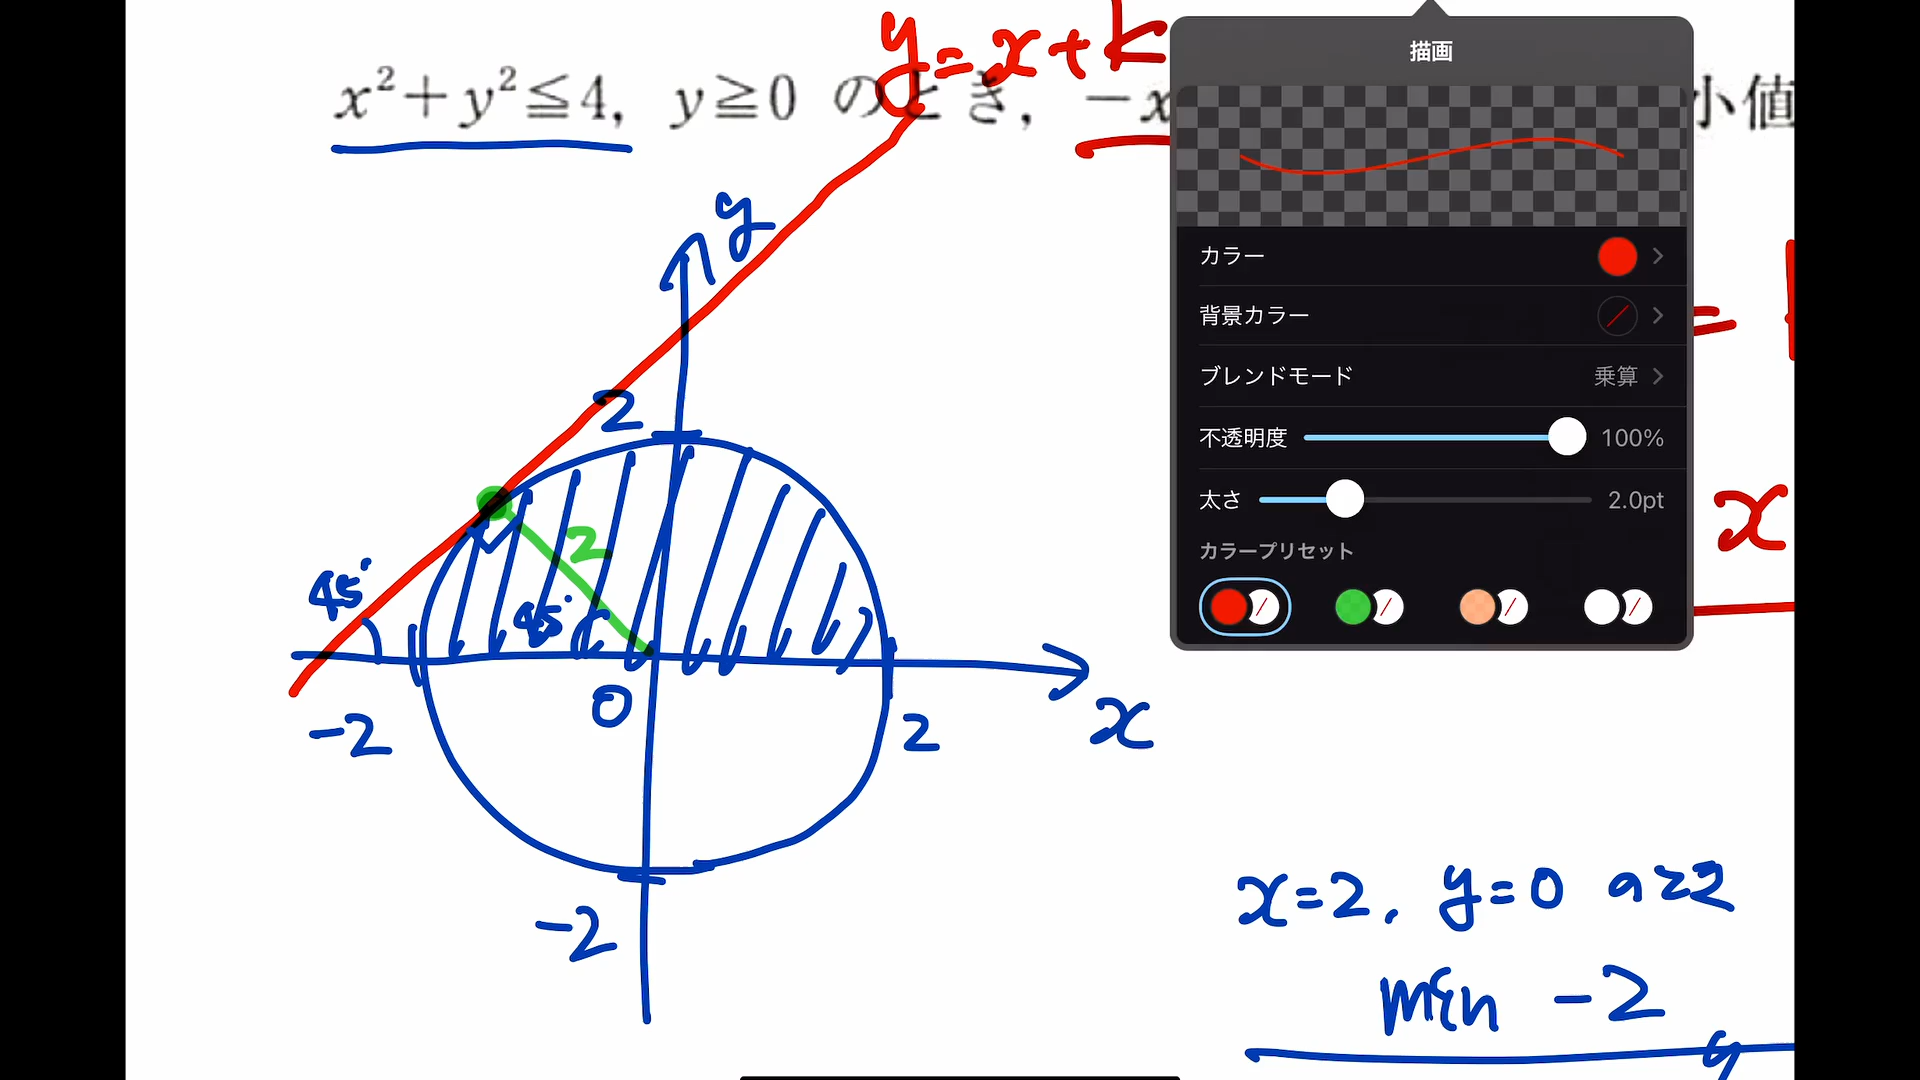 y=x+k
x²+y²≦4, y≧0 のとき, −x
小値
描画
カラー
背景カラー
ブレンドモード 乗算
不透明度 100%
太さ 2.0pt
カラープリセット
=
x
y
2
2
45°
45°
0
-2
2
x
-2
x=2, y=0 のとき
min -2